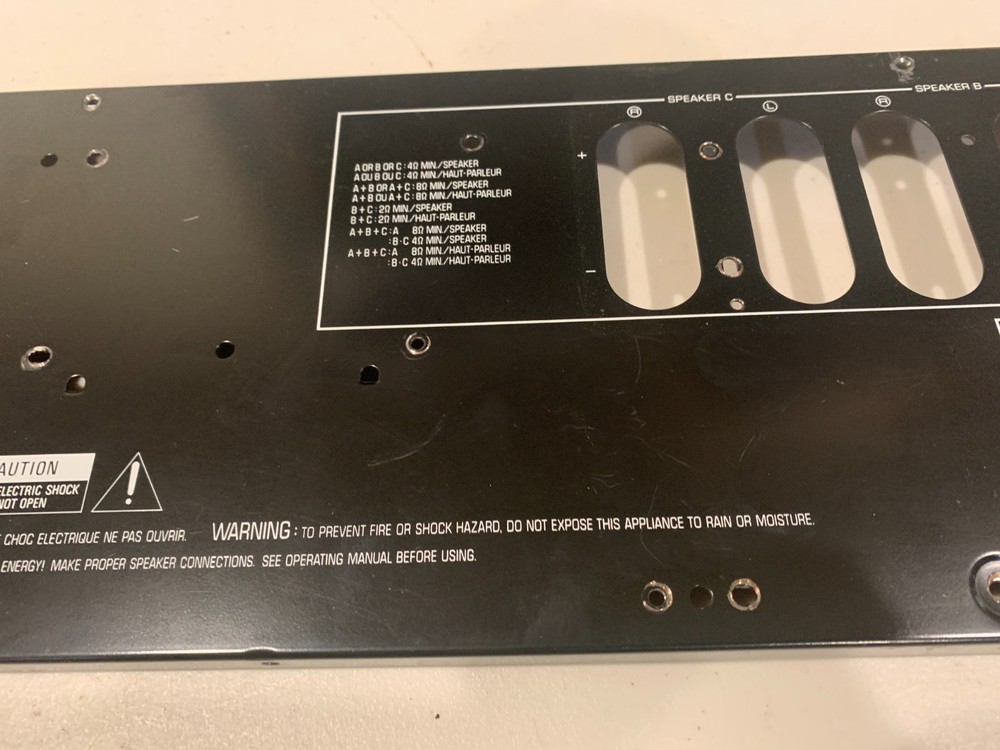 SPEAKER C
SPEAKER B
R
L
R
+
A OR B OR C : 4Ω MIN./SPEAKER
A OU B OU C : 4Ω MIN./HAUT-PARLEUR
A + B OR A + C : 8Ω MIN./SPEAKER
A + B OU A + C : 8Ω MIN./HAUT-PARLEUR
B + C : 2Ω MIN./SPEAKER
B + C : 2Ω MIN./HAUT-PARLEUR
A + B + C : A 8Ω MIN./SPEAKER
: B·C 4Ω MIN./SPEAKER
A + B + C : A 8Ω MIN./HAUT-PARLEUR
: B·C 4Ω MIN./HAUT-PARLEUR
−
AUTION
ELECTRIC SHOCK
NOT OPEN
!
CHOC ELECTRIQUE NE PAS OUVRIR. WARNING : TO PREVENT FIRE OR SHOCK HAZARD, DO NOT EXPOSE THIS APPLIANCE TO RAIN OR MOISTURE.
ENERGY! MAKE PROPER SPEAKER CONNECTIONS. SEE OPERATING MANUAL BEFORE USING.